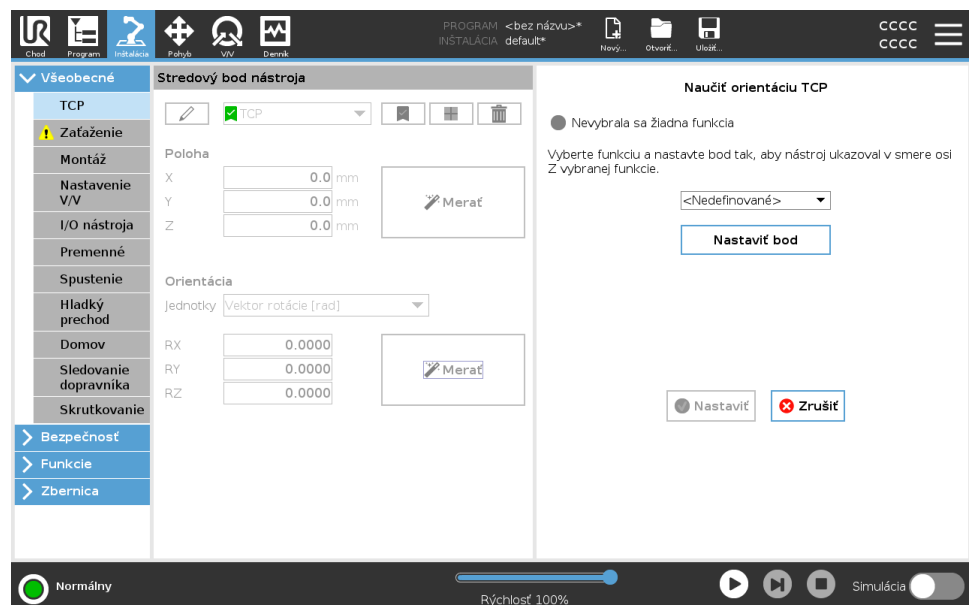 Chod
Program
Inštalácia
Pohyb
V/V
Denník
PROGRAM <bez názvu>*
INŠTALÁCIA default*
Nový...
Otvoriť...
Uložiť...
CCCC
CCCC
Všeobecné
TCP
Zaťaženie
Montáž
Nastavenie
V/V
I/O nástroja
Premenné
Spustenie
Hladký
prechod
Domov
Sledovanie
dopravníka
Skrutkovanie
Bezpečnosť
Funkcie
Zbernica
Stredový bod nástroja
TCP
Poloha
X 0.0 mm
Y 0.0 mm
Z 0.0 mm
Merať
Orientácia
Jednotky Vektor rotácie [rad]
RX 0.0000
RY 0.0000
RZ 0.0000
Merať
Naučiť orientáciu TCP
Nevybrala sa žiadna funkcia
Vyberte funkciu a nastavte bod tak, aby nástroj ukazoval v smere osi
Z vybranej funkcie.
<Nedefinované>
Nastaviť bod
Nastaviť
Zrušiť
Normálny
Rýchlosť 100%
Simulácia